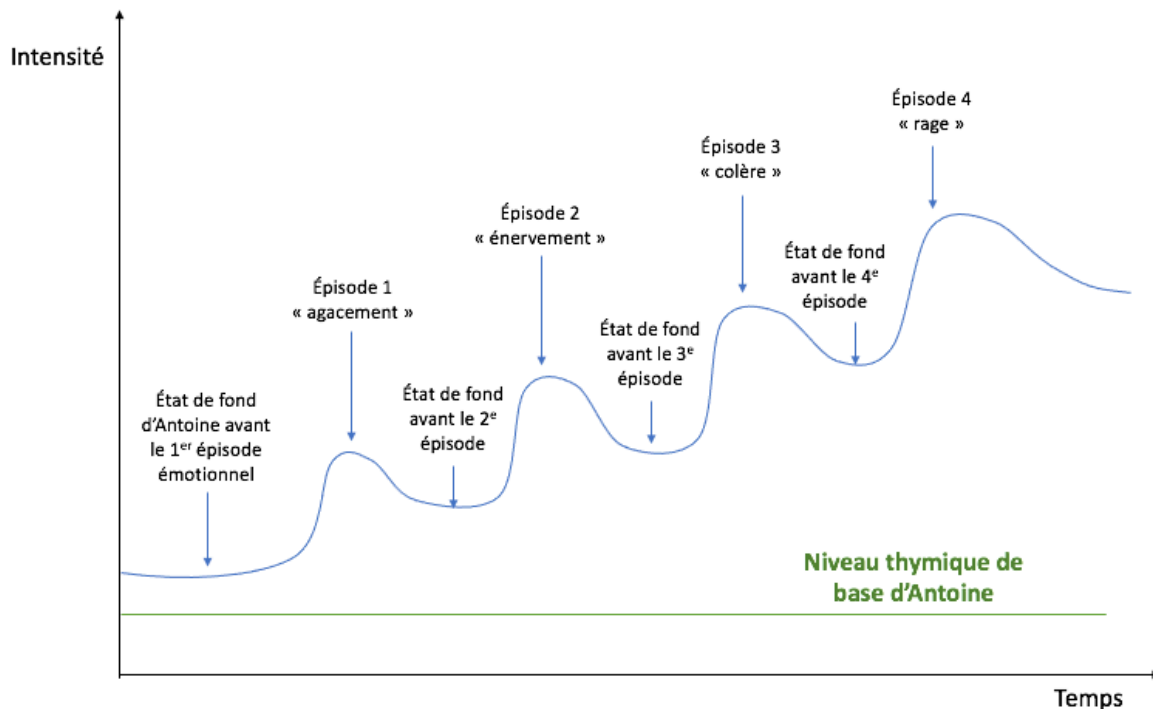 Intensité
Épisode 4
« rage »
Épisode 3
« colère »
Épisode 2
« énervement »
État de fond
avant le 4e
épisode
Épisode 1
« agacement »
État de fond
avant le 3e
épisode
État de fond
d’Antoine avant
le 1er épisode
émotionnel
État de fond
avant le 2e
épisode
Niveau thymique de
base d’Antoine
Temps